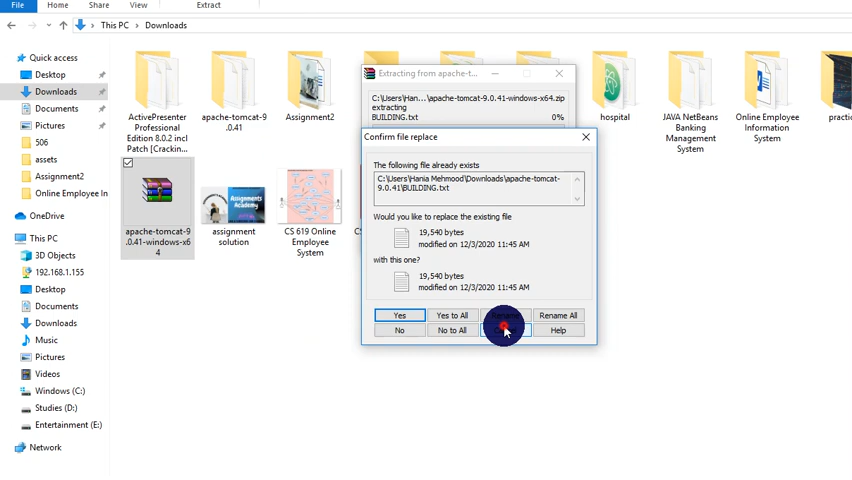 File Home Share View Extract
This PC > Downloads
Quick access
Desktop
Downloads
Documents
Pictures
506
assets
Assignment2
Online Employee In
OneDrive
This PC
3D Objects
192.168.1.155
Desktop
Documents
Downloads
Music
Pictures
Videos
Windows (C:)
Studies (D:)
Entertainment (E:)
Network
ActivePresenter
Professional
Edition 8.0.2 incl
Patch [Crackin...
apache-tomcat-9
.0.41
Assignment2
hospital
JAVA NetBeans
Banking
Management
System
Online Employee
Information
System
practic
apache-tomcat-9
.0.41-windows-x6
4
assignment
solution
CS 619 Online
Employee
System
Extracting from apache-t...
C:\Users\Han...\apache-tomcat-9.0.41-windows-x64.zip
extracting
BUILDING.txt 0%
Confirm file replace
The following file already exists
C:\Users\Hania Mehmood\Downloads\apache-tomcat-
9.0.41\BUILDING.txt
Would you like to replace the existing file
19,540 bytes
modified on 12/3/2020 11:45 AM
with this one?
19,540 bytes
modified on 12/3/2020 11:45 AM
Yes Yes to All Rename Rename All
No No to All Help